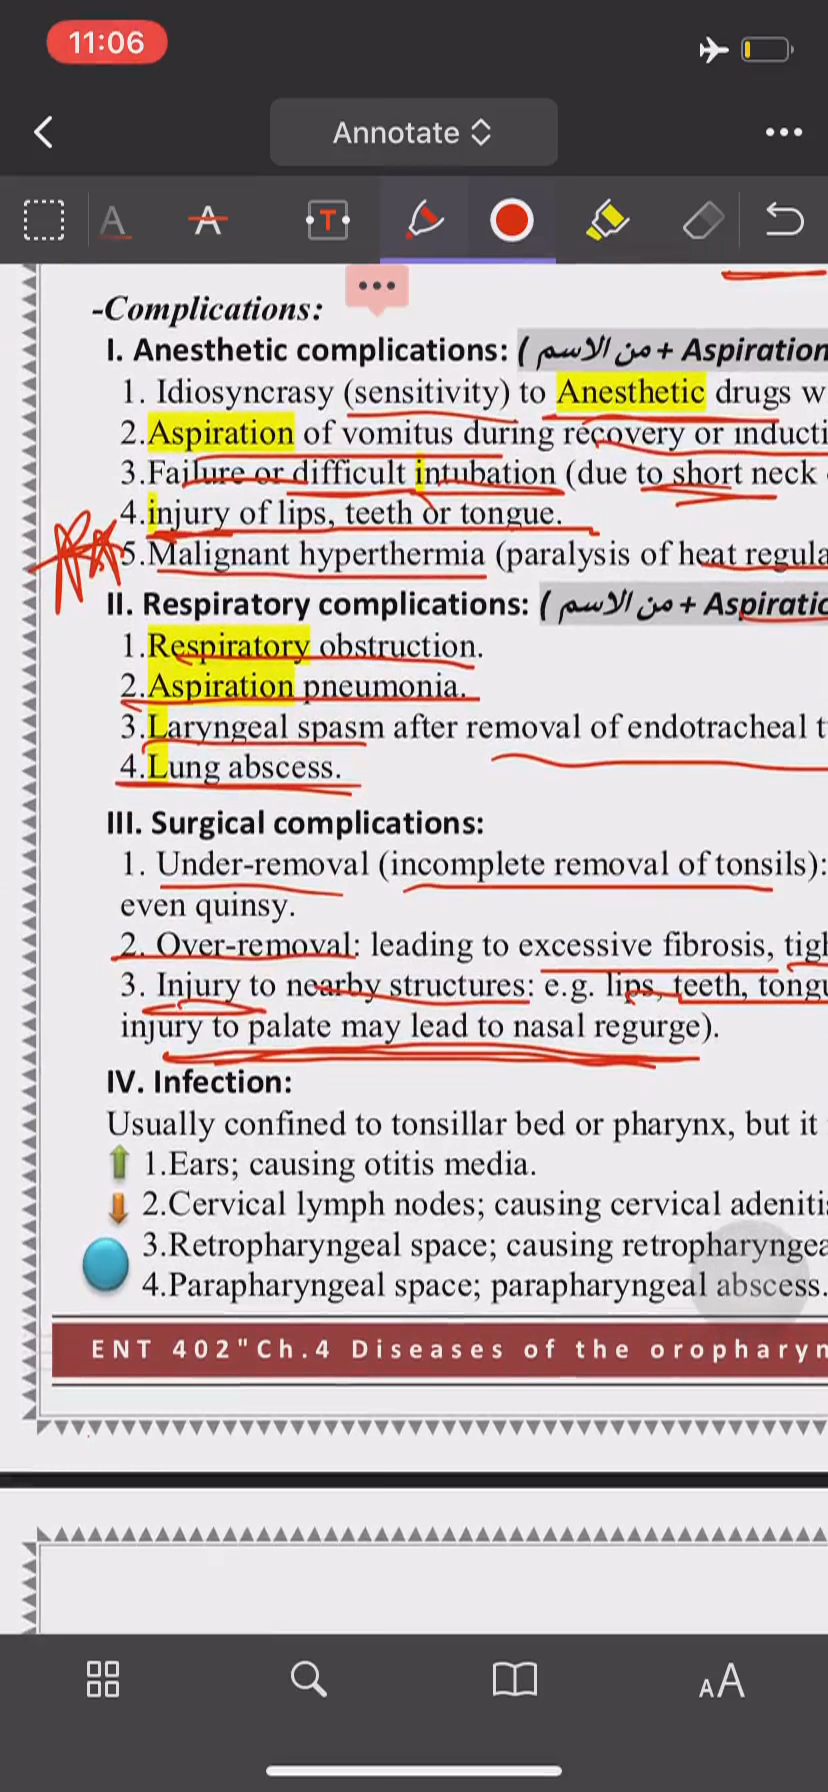 11:06
Annotate
A A T
-Complications:
I. Anesthetic complications: ( من الاسم + Aspiration
1. Idiosyncrasy (sensitivity) to Anesthetic drugs w
2.Aspiration of vomitus during recovery or inducti
3.Failure or difficult intubation (due to short neck
4.injury of lips, teeth or tongue.
5.Malignant hyperthermia (paralysis of heat regula
II. Respiratory complications: ( من الاسم + Aspiratio
1.Respiratory obstruction.
2.Aspiration pneumonia.
3.Laryngeal spasm after removal of endotracheal t
4.Lung abscess.
III. Surgical complications:
1. Under-removal (incomplete removal of tonsils):
even quinsy.
2. Over-removal: leading to excessive fibrosis, tigh
3. Injury to nearby structures: e.g. lips, teeth, tongu
injury to palate may lead to nasal regurge).
IV. Infection:
Usually confined to tonsillar bed or pharynx, but it
1.Ears; causing otitis media.
2.Cervical lymph nodes; causing cervical adeniti
3.Retropharyngeal space; causing retropharyngea
4.Parapharyngeal space; parapharyngeal abscess.
ENT 402"Ch.4 Diseases of the orophary
AA